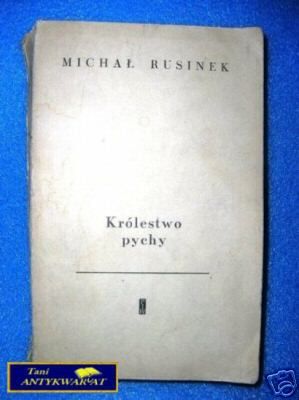 MICHAŁ RUSINEK
Królestwo
pychy
Tani
ANTYKWARIAT